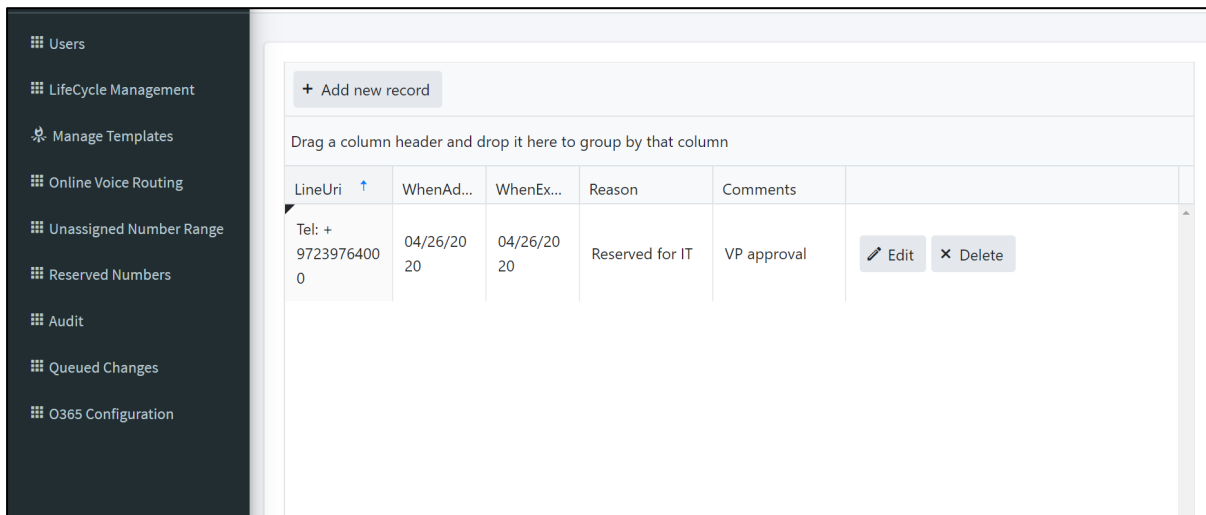 Users
LifeCycle Management
Manage Templates
Online Voice Routing
Unassigned Number Range
Reserved Numbers
Audit
Queued Changes
O365 Configuration
+ Add new record
Drag a column header and drop it here to group by that column
LineUri ↑ WhenAd... WhenEx... Reason Comments
Tel: +
9723976400
0
04/26/20
20
04/26/20
20
Reserved for IT
VP approval
Edit
× Delete